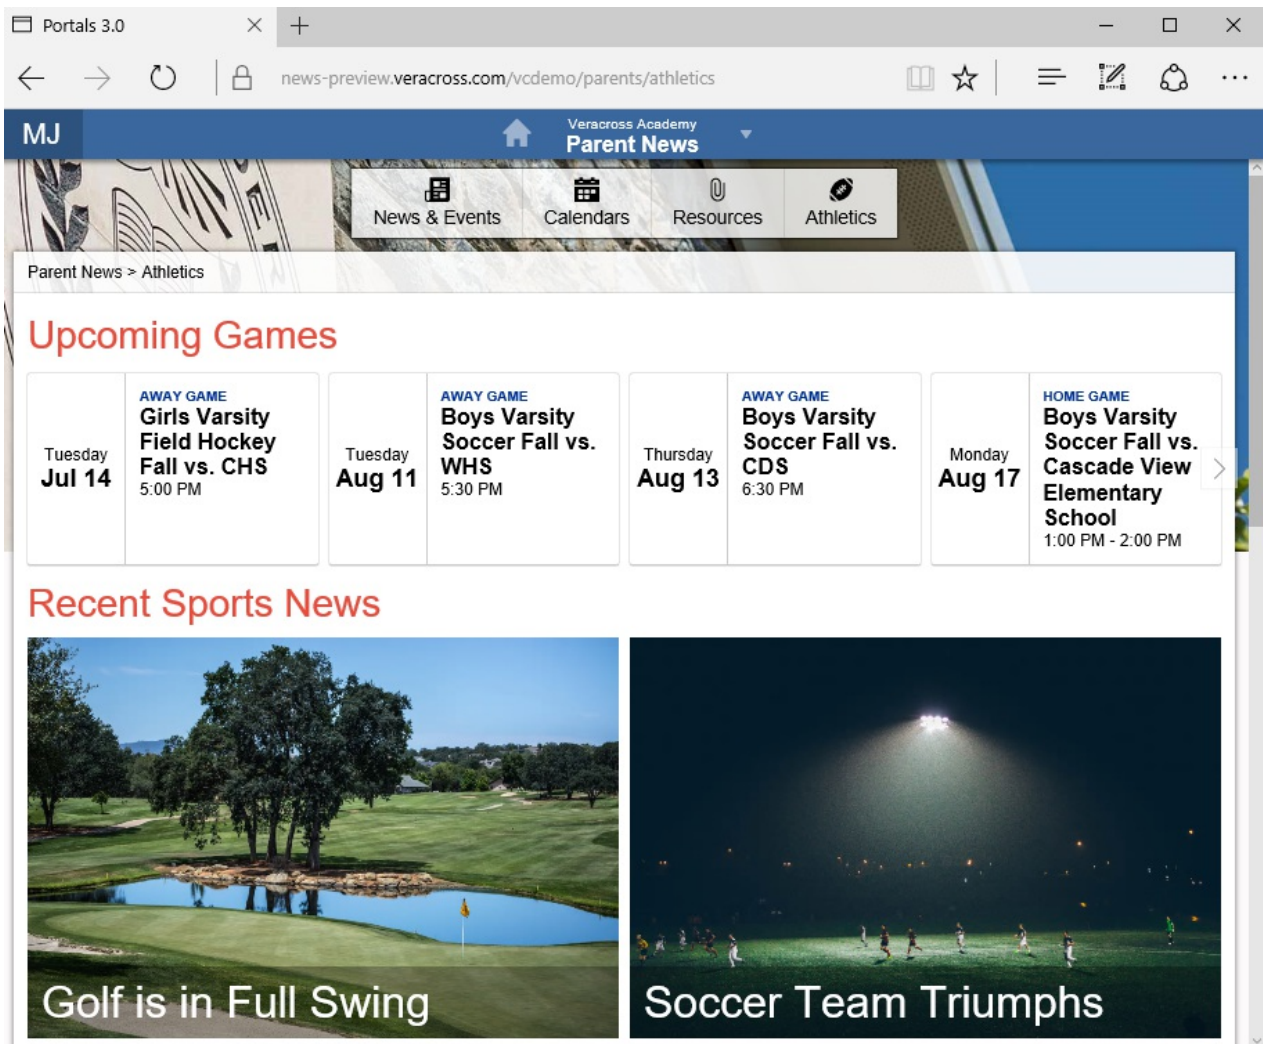 Portals 3.0
news-preview.veracross.com/vcdemo/parents/athletics
MJ
Veracross Academy
Parent News
News & Events
Calendars
Resources
Athletics
Parent News > Athletics
Upcoming Games
Tuesday
Jul 14
AWAY GAME
Girls Varsity
Field Hockey
Fall vs. CHS
5:00 PM
Tuesday
Aug 11
AWAY GAME
Boys Varsity
Soccer Fall vs.
WHS
5:30 PM
Thursday
Aug 13
AWAY GAME
Boys Varsity
Soccer Fall vs.
CDS
6:30 PM
Monday
Aug 17
HOME GAME
Boys Varsity
Soccer Fall vs.
Cascade View
Elementary
School
1:00 PM - 2:00 PM
Recent Sports News
Golf is in Full Swing
Soccer Team Triumphs